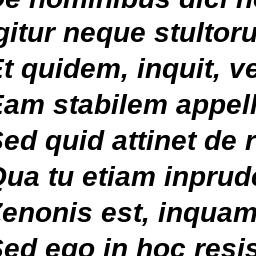 De hominibus dici n
gitur neque stultoru
Et quidem, inquit, ve
Eam stabilem appell
Sed quid attinet de r
Qua tu etiam inprude
Zenonis est, inquam
Sed ego in hoc resis